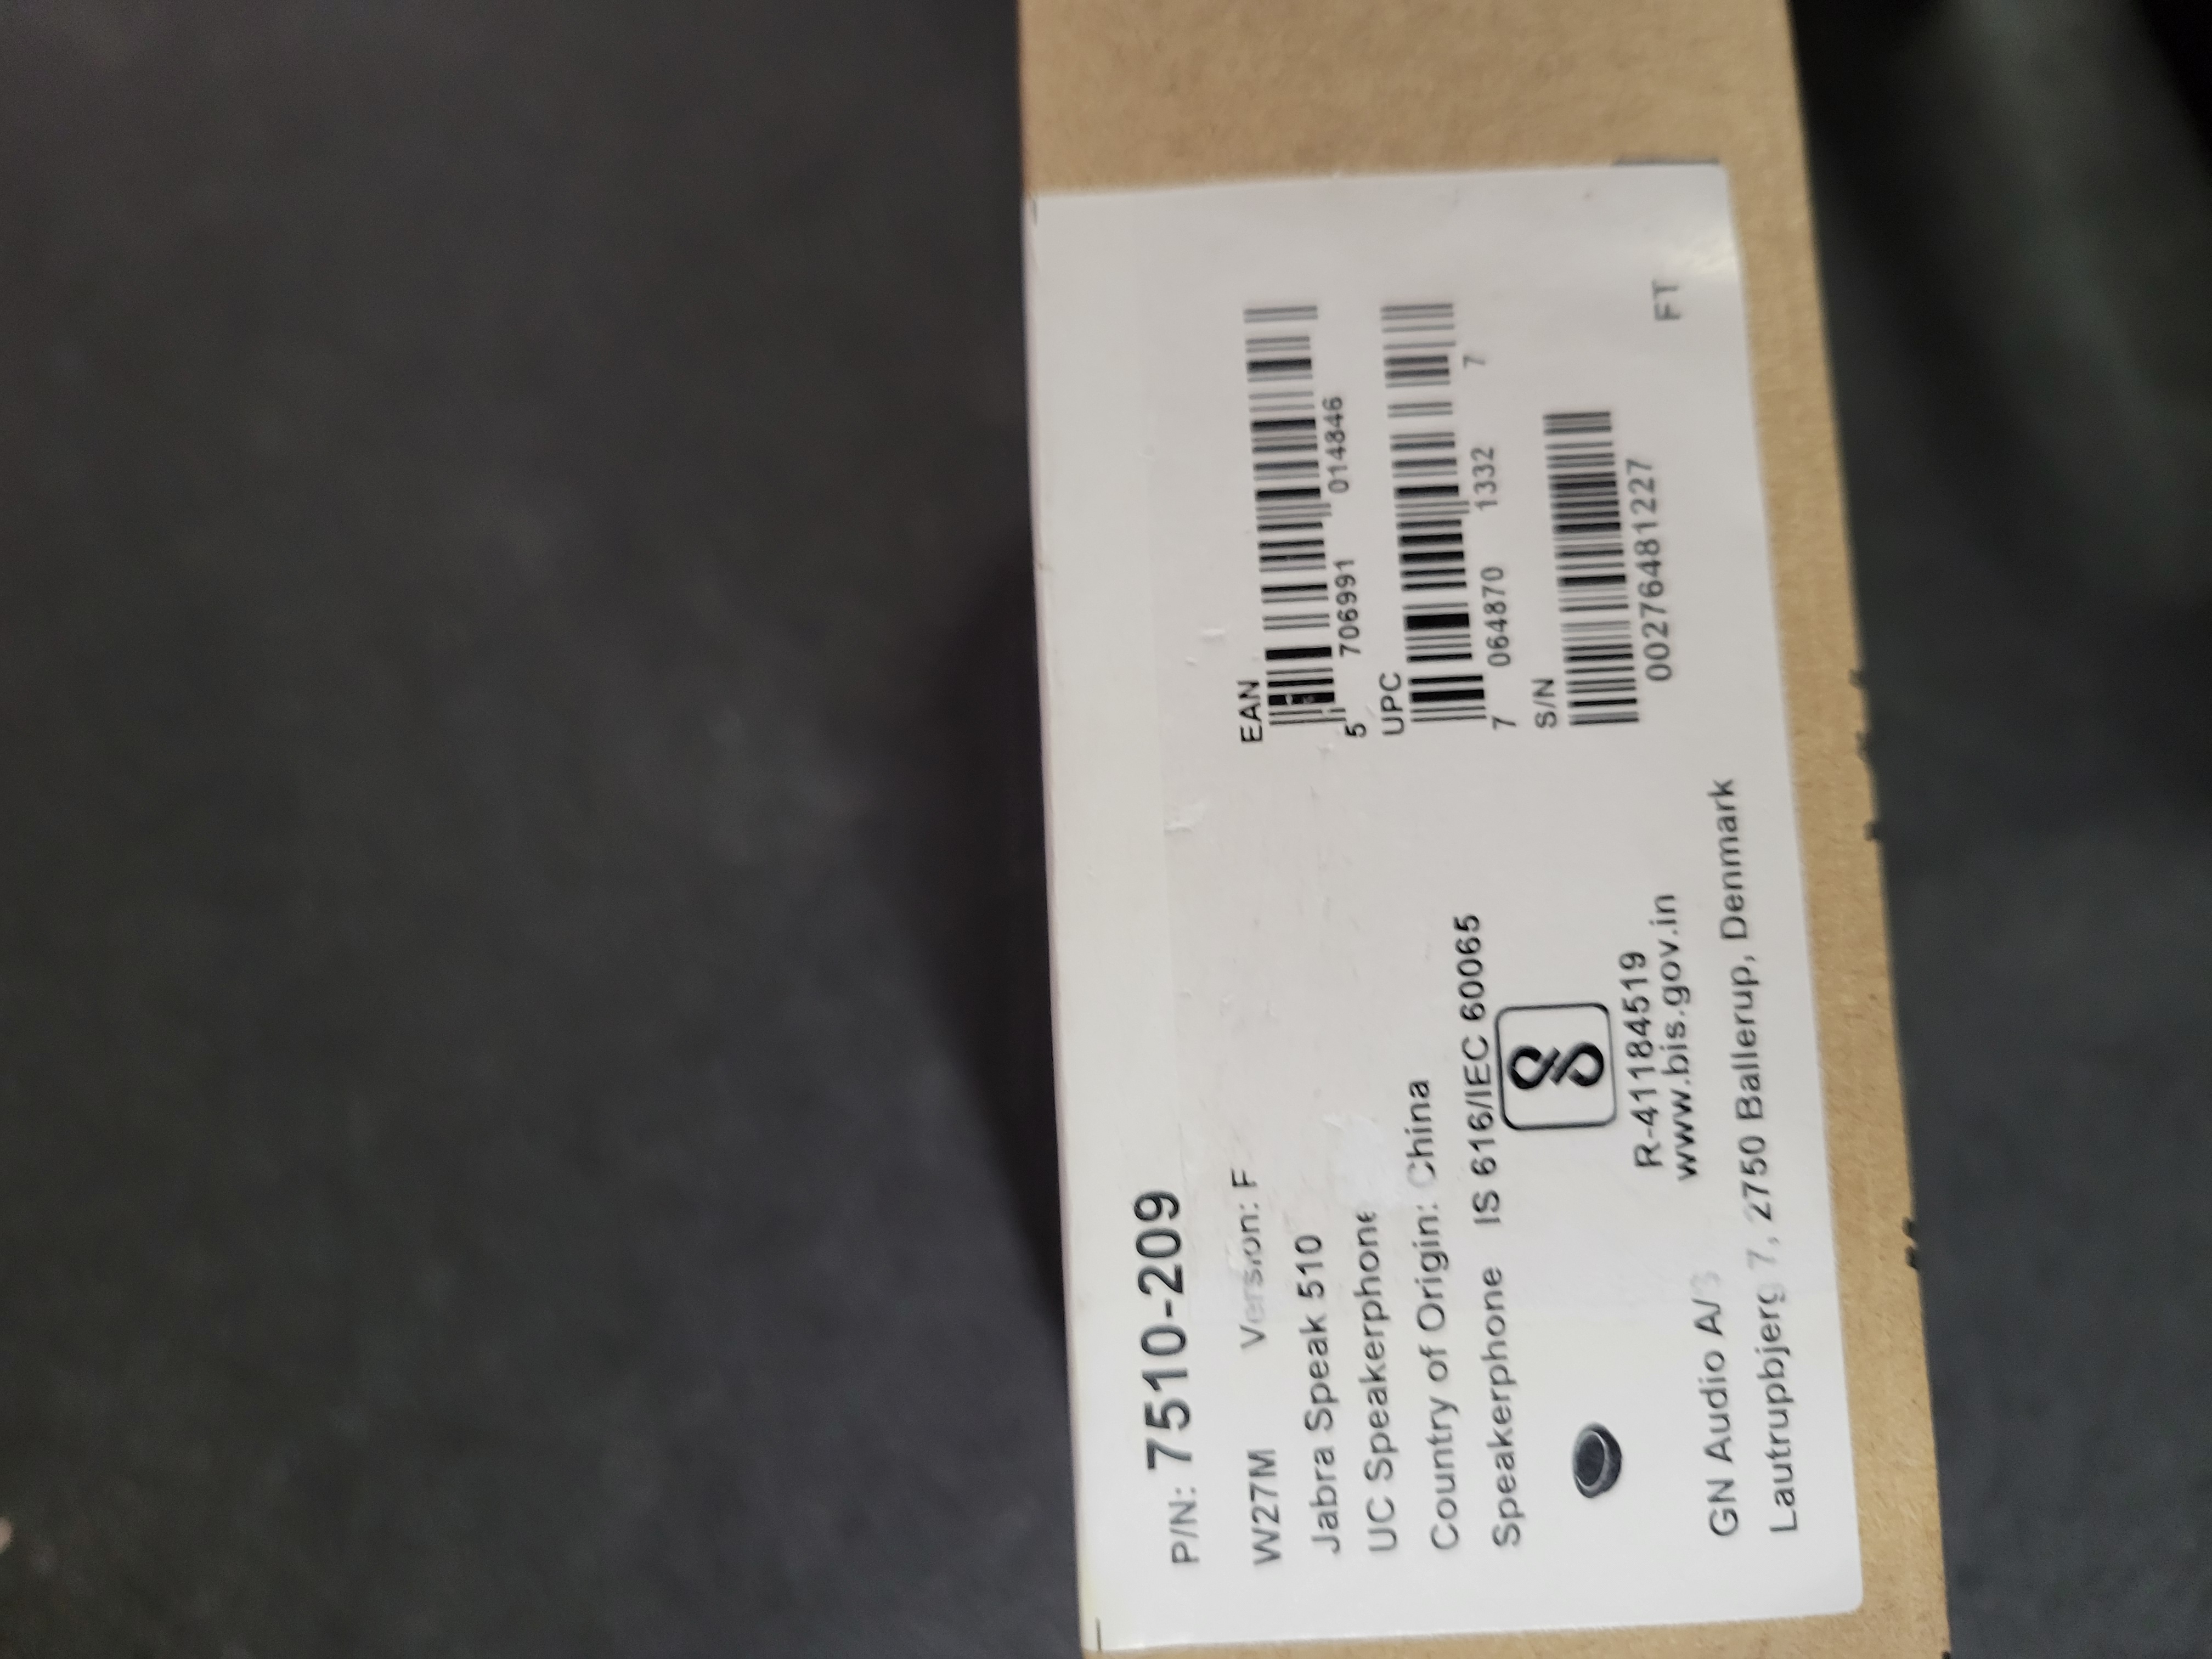 P/N: 7510-209
W27M Version: F
Jabra Speak 510
UC Speakerphone
Country of Origin: China
Speakerphone IS 616/IEC 60065
R-41184519
www.bis.gov.in
GN Audio A/S
Lautrupbjerg 7, 2750 Ballerup, Denmark
EAN
5 706991 014846
UPC
7 064870 1332 7
S/N
00276481227
FT